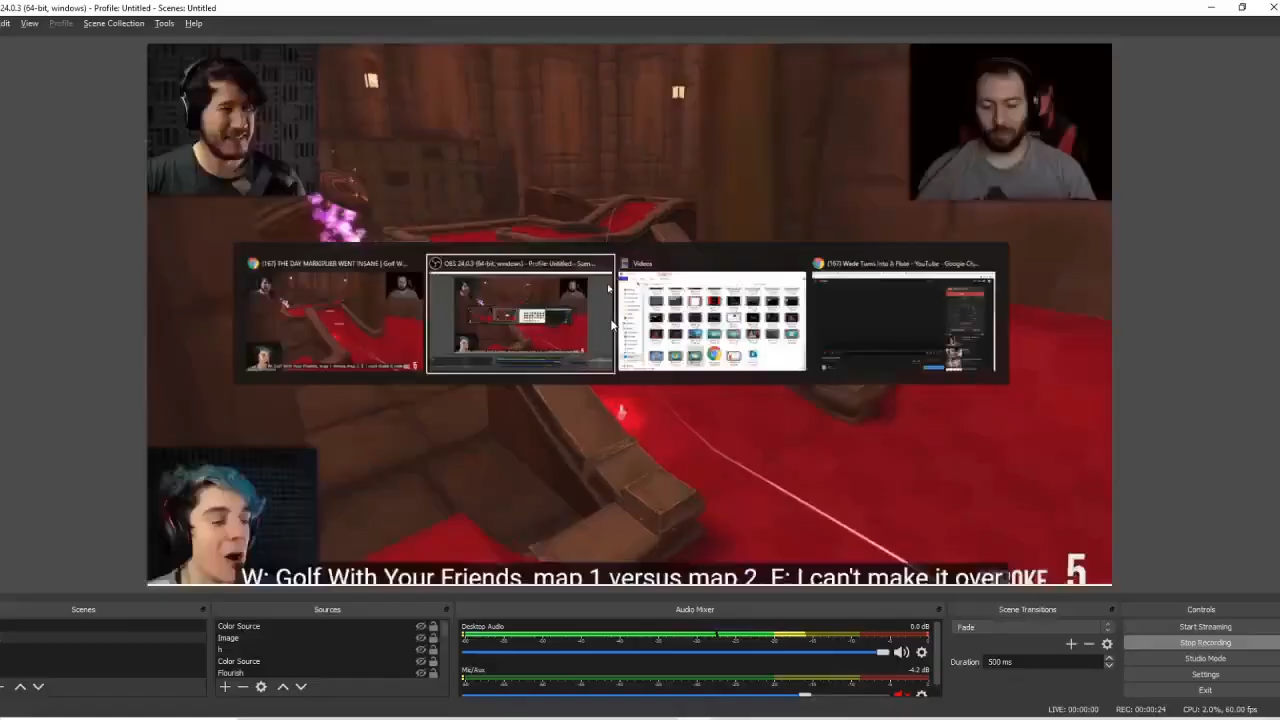 24.0.3 (64-bit, windows) - Profile: Untitled - Scenes: Untitled
dit View Profile Scene Collection Tools Help
(167) THE DAY MARKIPLIER WENT INSANE | Golf W...
OBS 24.0.3 (64-bit, windows) - Profile: Untitled - Scen...
Videos
(167) Wade Turns Into A Flute - YouTube - Google Ch...
W: Golf With Your Friends, map 1 versus map 2. E: I can't make it over
OKE 5
Scenes
Sources
Audio Mixer
Scene Transitions
Controls
Color Source
Image
h
Color Source
Flourish
Desktop Audio
0.0 dB
Mic/Aux
-4.2 dB
Fade
Duration 500 ms
Start Streaming
Stop Recording
Studio Mode
Settings
Exit
LIVE: 00:00:00 REC: 00:00:24 CPU: 2.0%, 60.00 fps